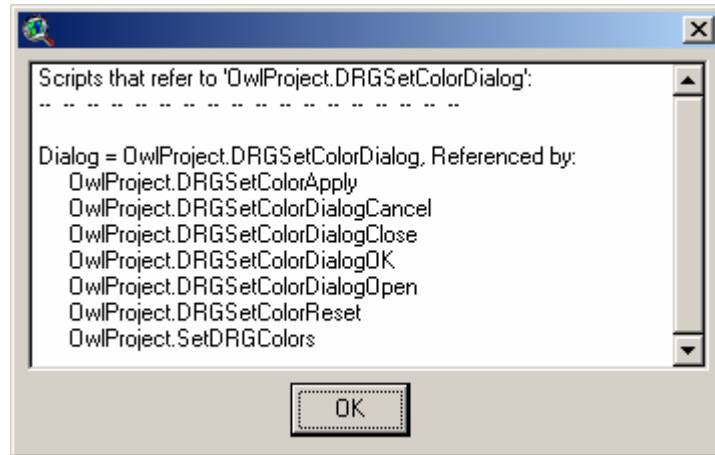 Scripts that refer to 'OwlProject.DRGSetColorDialog':
-- -- -- -- -- -- -- -- -- -- -- -- -- -- -- -- -- --
Dialog = OwlProject.DRGSetColorDialog, Referenced by:
OwlProject.DRGSetColorApply
OwlProject.DRGSetColorDialogCancel
OwlProject.DRGSetColorDialogClose
OwlProject.DRGSetColorDialogOK
OwlProject.DRGSetColorDialogOpen
OwlProject.DRGSetColorReset
OwlProject.SetDRGColors
OK